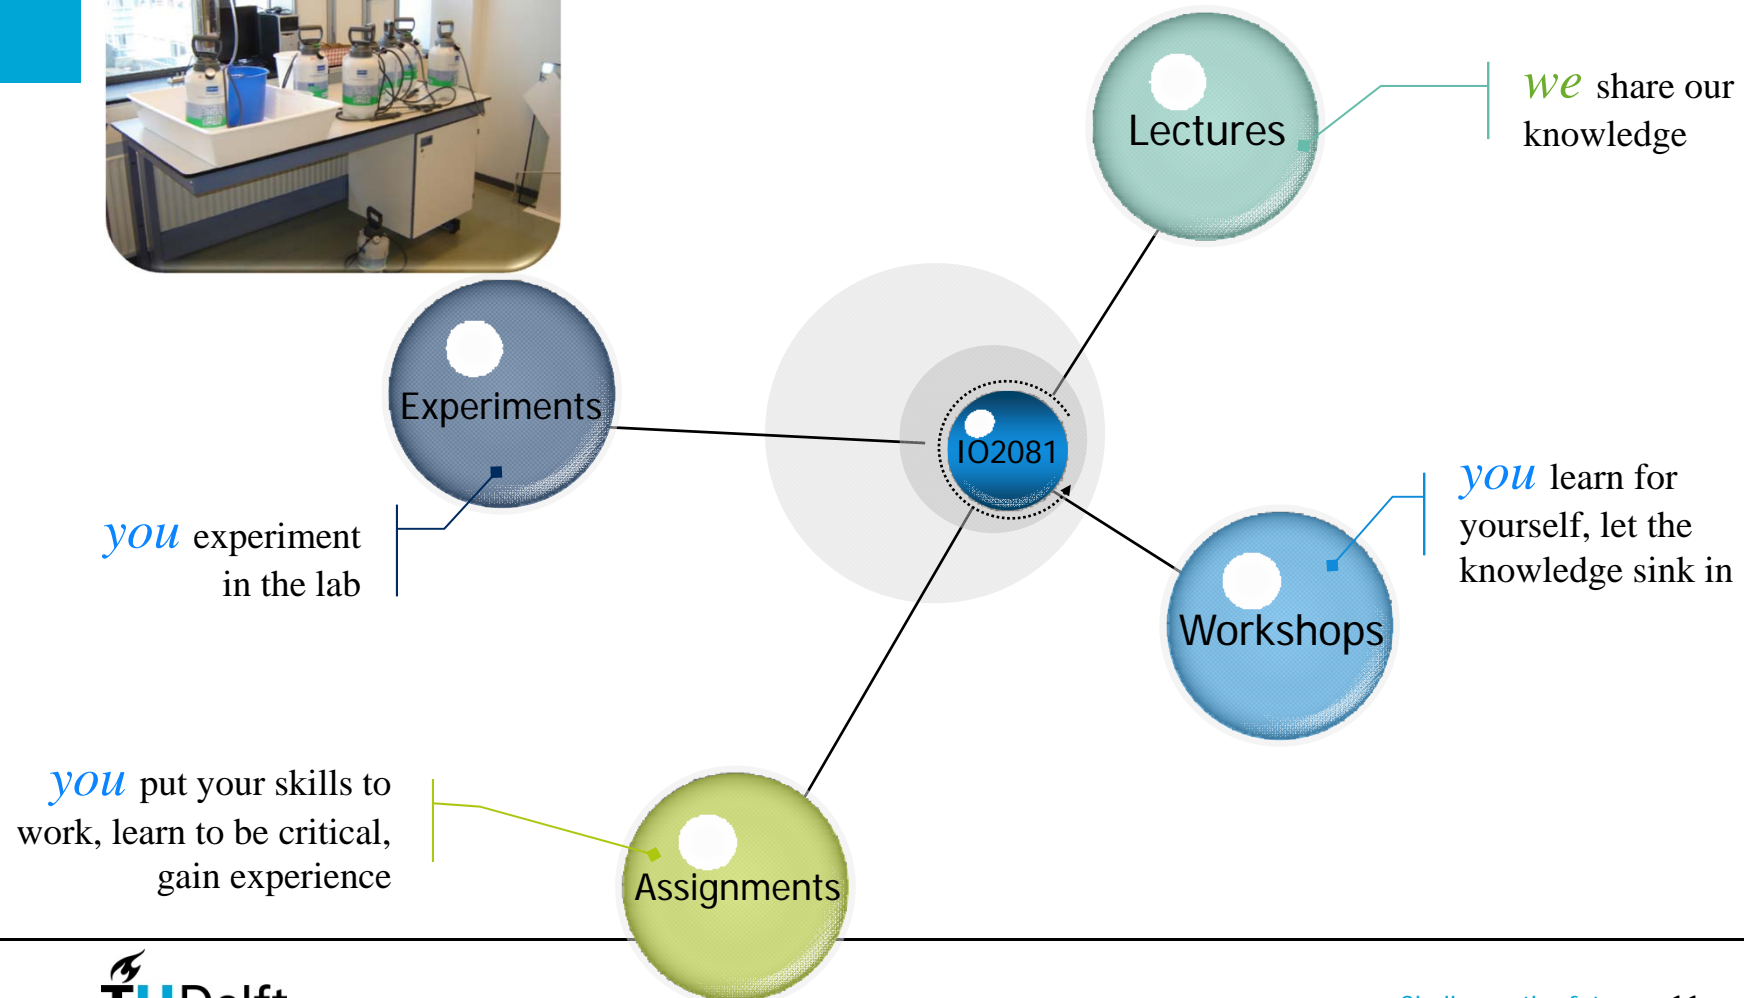 Lectures
we share our
knowledge
Experiments
IO2081
you experiment
in the lab
you learn for
yourself, let the
knowledge sink in
Workshops
you put your skills to
work, learn to be critical,
gain experience
Assignments
TUDelft